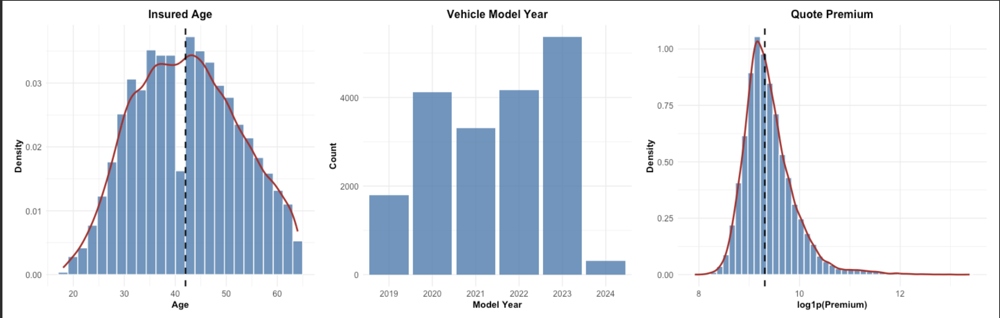 Insured Age
Density
0.03
0.02
0.01
0.00
20 30 40 50 60
Age
Vehicle Model Year
Count
4000
2000
0
2019 2020 2021 2022 2023 2024
Model Year
Quote Premium
Density
1.00
0.75
0.50
0.25
0.00
8 10 12
log1p(Premium)